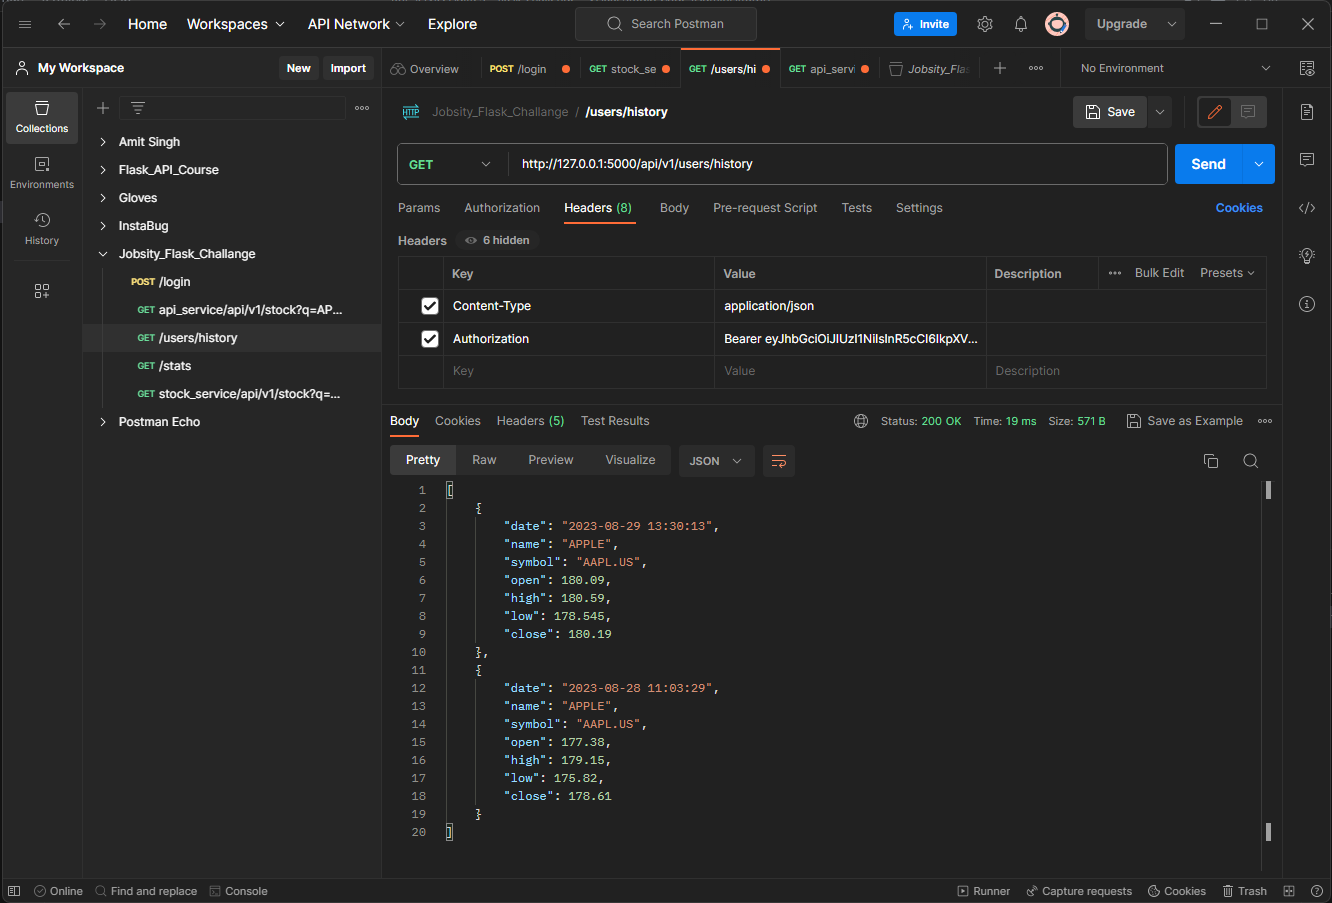 Home Workspaces API Network Explore Search Postman Invite Upgrade
My Workspace New Import
Overview POST /login GET stock_se GET /users/hi GET api_servi Jobsity_Flas No Environment
Collections
Environments
History
Amit Singh
Flask_API_Course
Gloves
InstaBug
Jobsity_Flask_Challange
POST /login
GET api_service/api/v1/stock?q=AP...
GET /users/history
GET /stats
GET stock_service/api/v1/stock?q=...
Postman Echo
HTTP Jobsity_Flask_Challange / /users/history Save
GET http://127.0.0.1:5000/api/v1/users/history Send
Params Authorization Headers (8) Body Pre-request Script Tests Settings Cookies
Headers 6 hidden
Key Value Description Bulk Edit Presets
Content-Type application/json
Authorization Bearer eyJhbGciOiJIUzI1NiIsInR5cCI6IkpXV...
Key Value Description
Body Cookies Headers (5) Test Results Status: 200 OK Time: 19 ms Size: 571 B Save as Example
Pretty Raw Preview Visualize JSON
1 [
2 {
3 "date": "2023-08-29 13:30:13",
4 "name": "APPLE",
5 "symbol": "AAPL.US",
6 "open": 180.09,
7 "high": 180.59,
8 "low": 178.545,
9 "close": 180.19
10 },
11 {
12 "date": "2023-08-28 11:03:29",
13 "name": "APPLE",
14 "symbol": "AAPL.US",
15 "open": 177.38,
16 "high": 179.15,
17 "low": 175.82,
18 "close": 178.61
19 }
20 ]
Online Find and replace Console Runner Capture requests Cookies Trash